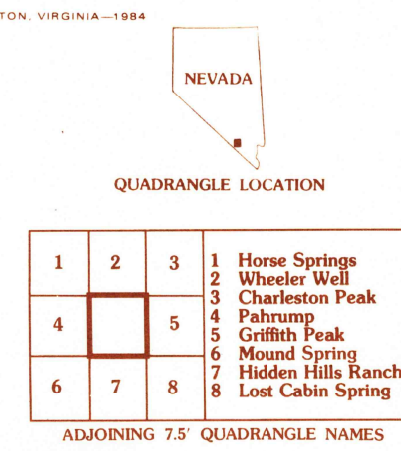 TON, VIRGINIA—1984
NEVADA
QUADRANGLE LOCATION
1 2 3
4 5
6 7 8
1 Horse Springs
2 Wheeler Well
3 Charleston Peak
4 Pahrump
5 Griffith Peak
6 Mound Spring
7 Hidden Hills Ranch
8 Lost Cabin Spring
ADJOINING 7.5′ QUADRANGLE NAMES